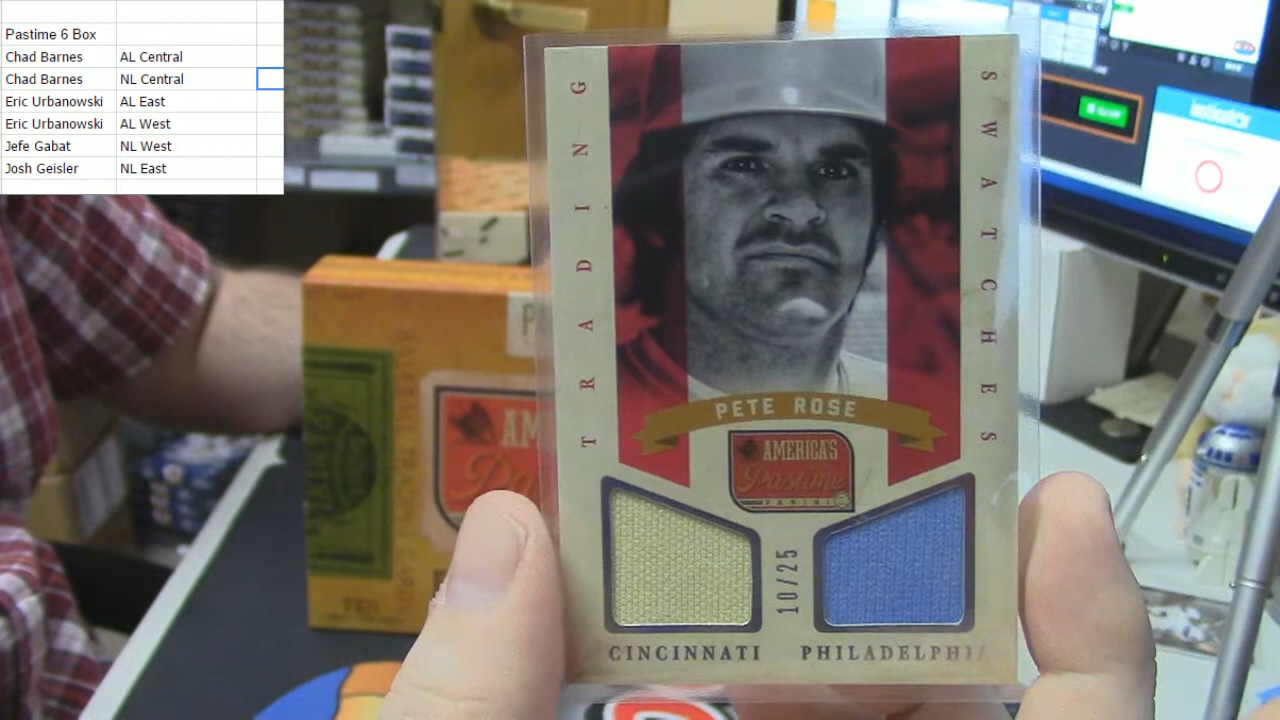 Pastime 6 Box
Chad Barnes AL Central
Chad Barnes NL Central
Eric Urbanowski AL East
Eric Urbanowski AL West
Jefe Gabat NL West
Josh Geisler NL East
TRADING
SWATCHES
PETE ROSE
AMERICA'S
Pastime
PANINI
10/25
CINCINNATI PHILADELPHIA
AM
Pa